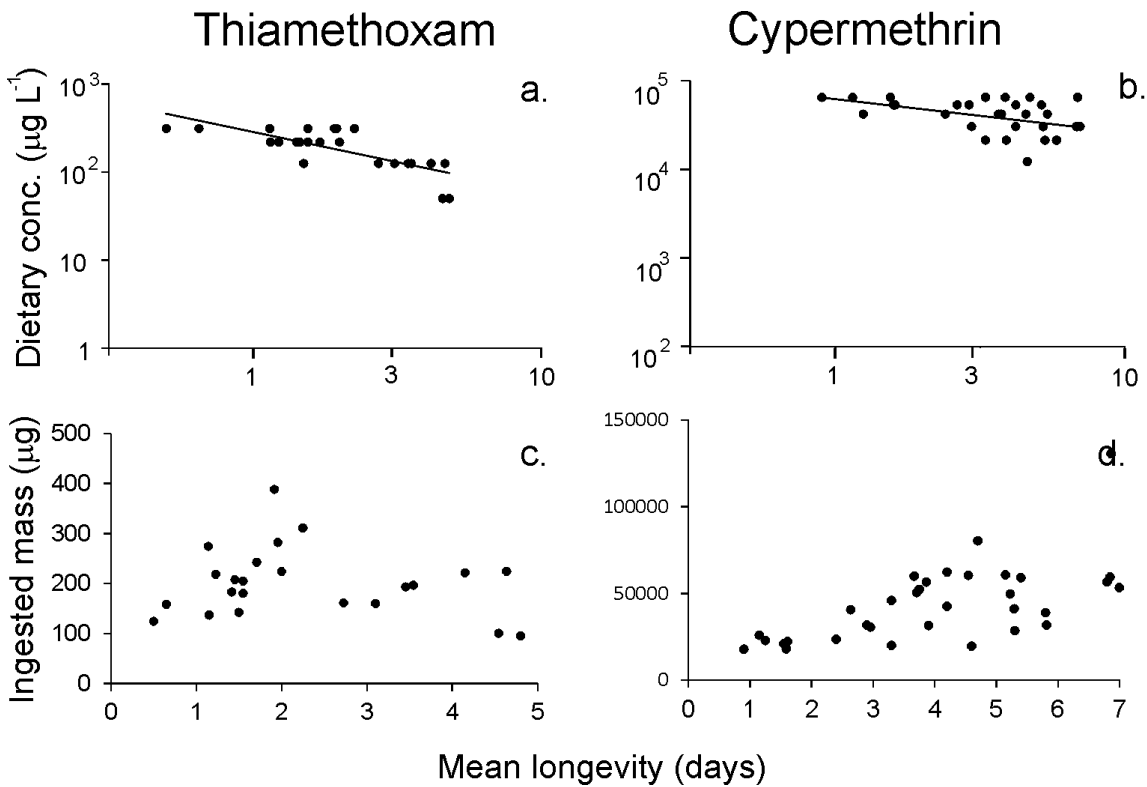 Thiamethoxam
Cypermethrin
Dietary conc. (μg L⁻¹)
a.
10³
10²
10
1
1 3 10
b.
10⁵
10⁴
10³
10²
1 3 10
Ingested mass (μg)
c.
500
400
300
200
100
0
0 1 2 3 4 5
d.
150000
100000
50000
0
0 1 2 3 4 5 6 7
Mean longevity (days)